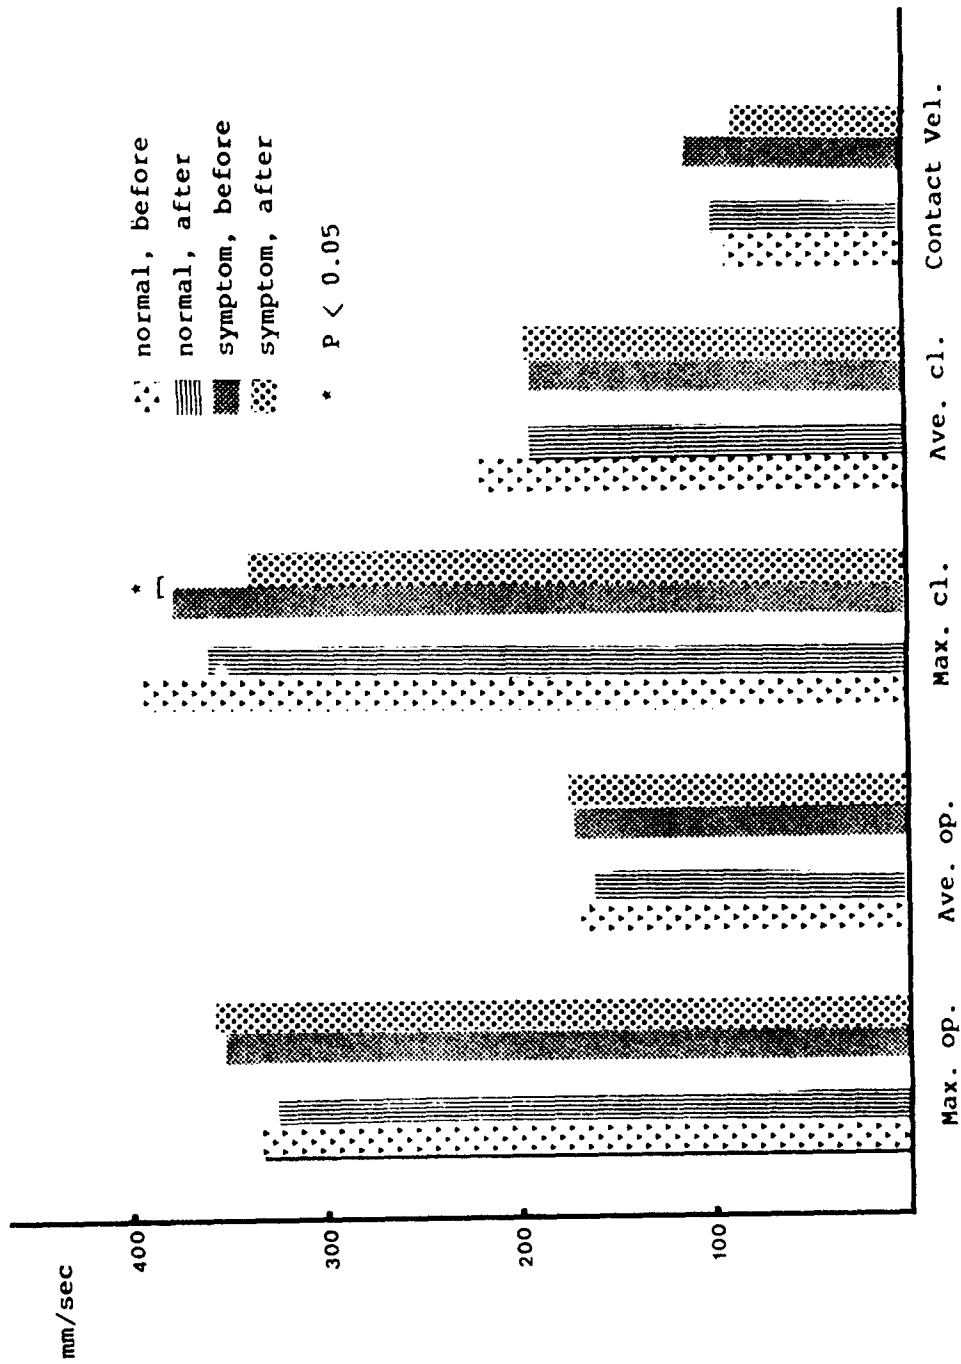 mm/sec
400
300
200
100
normal, before
normal, after
symptom, before
symptom, after
* P < 0.05
*
Max. op.
Ave. op.
Max. cl.
Ave. cl.
Contact Vel.